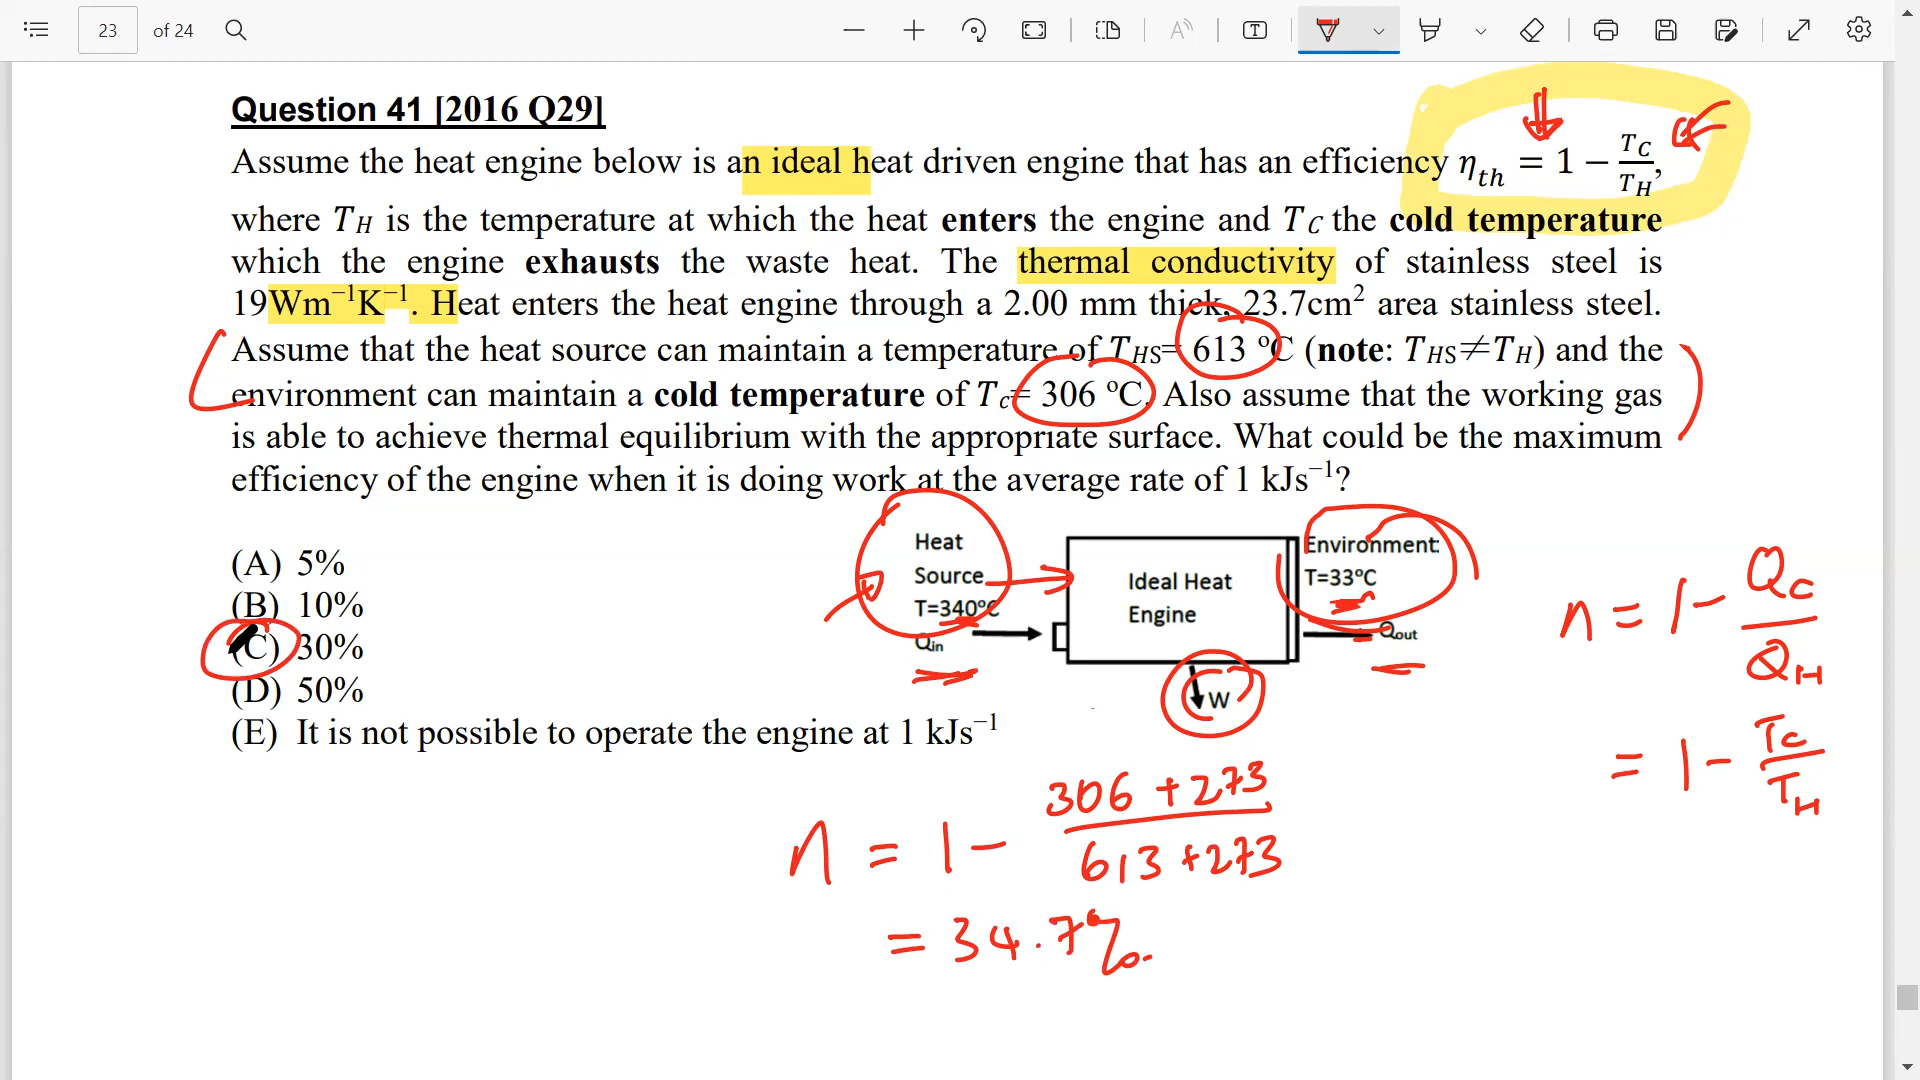 23 of 24
Question 41 [2016 Q29]
Assume the heat engine below is an ideal heat driven engine that has an efficiency η_th = 1 − T_C/T_H,
where T_H is the temperature at which the heat enters the engine and T_C the cold temperature
which the engine exhausts the waste heat. The thermal conductivity of stainless steel is
19Wm⁻¹K⁻¹. Heat enters the heat engine through a 2.00 mm thick, 23.7cm² area stainless steel.
Assume that the heat source can maintain a temperature of T_HS= 613 ºC (note: T_HS≠T_H) and the
environment can maintain a cold temperature of T_c= 306 ºC. Also assume that the working gas
is able to achieve thermal equilibrium with the appropriate surface. What could be the maximum
efficiency of the engine when it is doing work at the average rate of 1 kJs⁻¹?
(A) 5%
(B) 10%
(C) 30%
(D) 50%
(E) It is not possible to operate the engine at 1 kJs⁻¹
Heat
Source
T=340ºC
Qin
Ideal Heat
Engine
Environment:
T=33ºC
Qout
W
n = 1 − Q_C/Q_H
= 1 − T_C/T_H
n = 1 − (306 + 273)/(613 + 273)
= 34.7%.